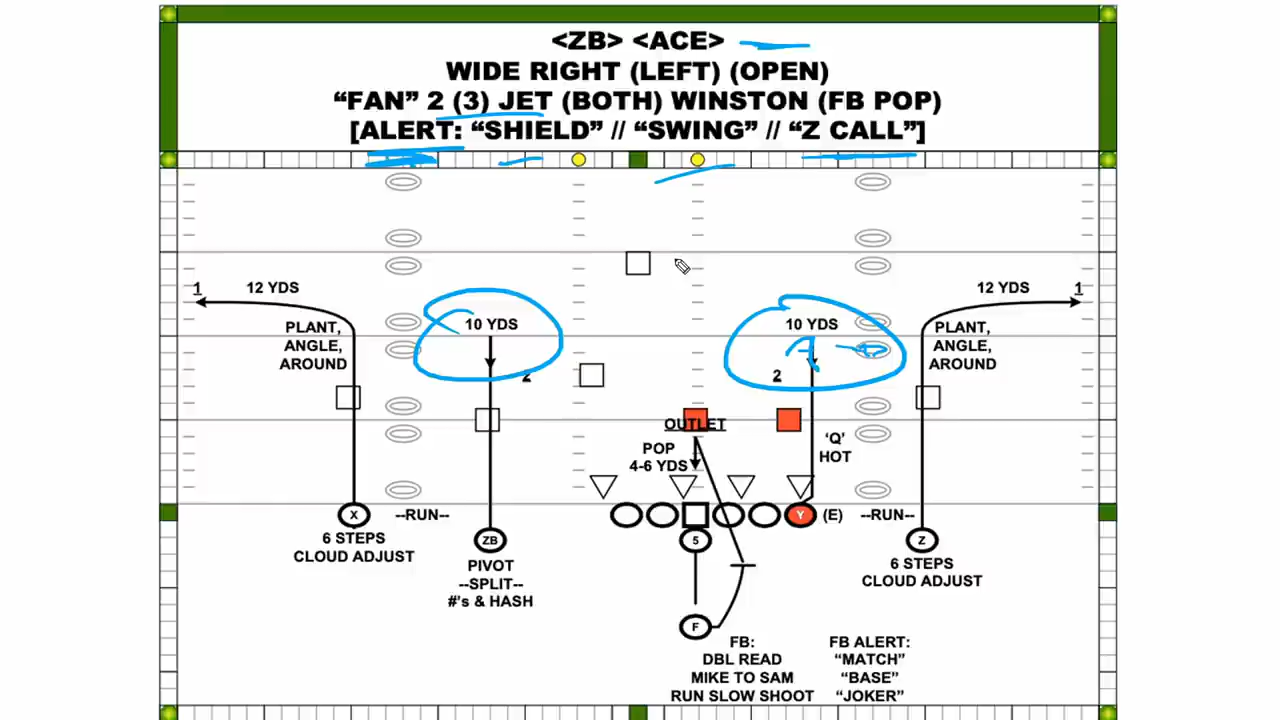 <ZB> <ACE>
WIDE RIGHT (LEFT) (OPEN)
“FAN” 2 (3) JET (BOTH) WINSTON (FB POP)
[ALERT: “SHIELD” // “SWING” // “Z CALL”]
1 12 YDS
12 YDS 1
10 YDS
10 YDS
PLANT,
ANGLE,
AROUND
PLANT,
ANGLE,
AROUND
2
2
OUTLET
POP
4-6 YDS
‘Q’
HOT
X
--RUN--
Y
(E)
--RUN--
6 STEPS
CLOUD ADJUST
ZB
5
Z
PIVOT
--SPLIT--
#'s & HASH
6 STEPS
CLOUD ADJUST
F
FB:
DBL READ
MIKE TO SAM
RUN SLOW SHOOT
FB ALERT:
“MATCH”
“BASE”
“JOKER”